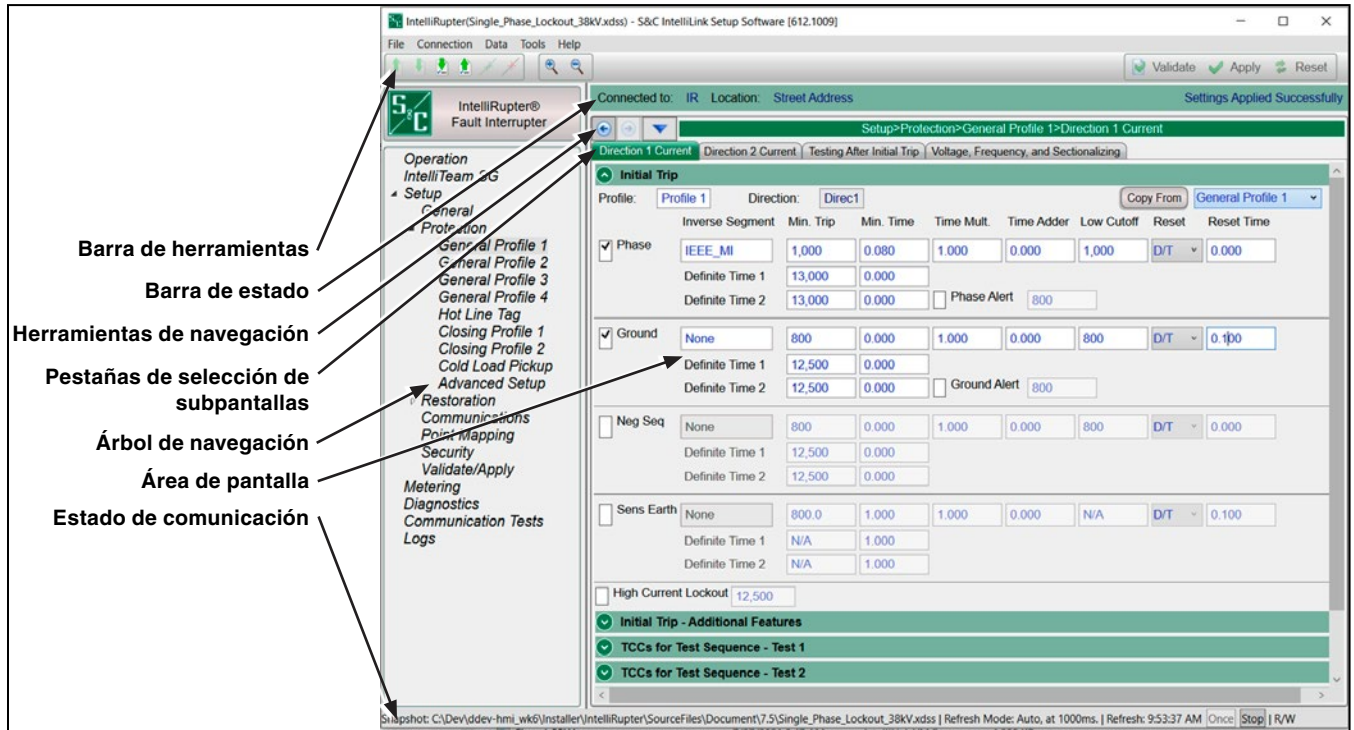 IntelliRupter(Single_Phase_Lockout_38kV.xdss) - S&C IntelliLink Setup Software [612.1009]
File Connection Data Tools Help
Validate Apply Reset
S&C
IntelliRupter®
Fault Interrupter
Connected to: IR Location: Street Address Settings Applied Successfully
Setup>Protection>General Profile 1>Direction 1 Current
Direction 1 Current Direction 2 Current Testing After Initial Trip Voltage, Frequency, and Sectionalizing
Operation
IntelliTeam SG
Setup
General
Protection
General Profile 1
General Profile 2
General Profile 3
General Profile 4
Hot Line Tag
Closing Profile 1
Closing Profile 2
Cold Load Pickup
Advanced Setup
Restoration
Communications
Point Mapping
Security
Validate/Apply
Metering
Diagnostics
Communication Tests
Logs
Barra de herramientas
Barra de estado
Herramientas de navegación
Pestañas de selección de
subpantallas
Árbol de navegación
Área de pantalla
Estado de comunicación
Initial Trip
Profile: Profile 1 Direction: Direc1 Copy From General Profile 1
Inverse Segment Min. Trip Min. Time Time Mult. Time Adder Low Cutoff Reset Reset Time
Phase IEEE_MI 1,000 0.080 1.000 0.000 1,000 D/T 0.000
Definite Time 1 13,000 0.000
Definite Time 2 13,000 0.000 Phase Alert 800
Ground None 800 0.000 1.000 0.000 800 D/T 0.100
Definite Time 1 12,500 0.000
Definite Time 2 12,500 0.000 Ground Alert 800
Neg Seq None 800 0.000 1.000 0.000 800 D/T 0.000
Definite Time 1 12,500 0.000
Definite Time 2 12,500 0.000
Sens Earth None 800.0 1.000 1.000 0.000 N/A D/T 0.100
Definite Time 1 N/A 1.000
Definite Time 2 N/A 1.000
High Current Lockout 12,500
Initial Trip - Additional Features
TCCs for Test Sequence - Test 1
TCCs for Test Sequence - Test 2
Snapshot: C:\Dev\ddev-hmi_wk6\Installer\IntelliRupter\SourceFiles\Document\7.5\Single_Phase_Lockout_38kV.xdss | Refresh Mode: Auto, at 1000ms. | Refresh: 9:53:37 AM Once Stop | R/W